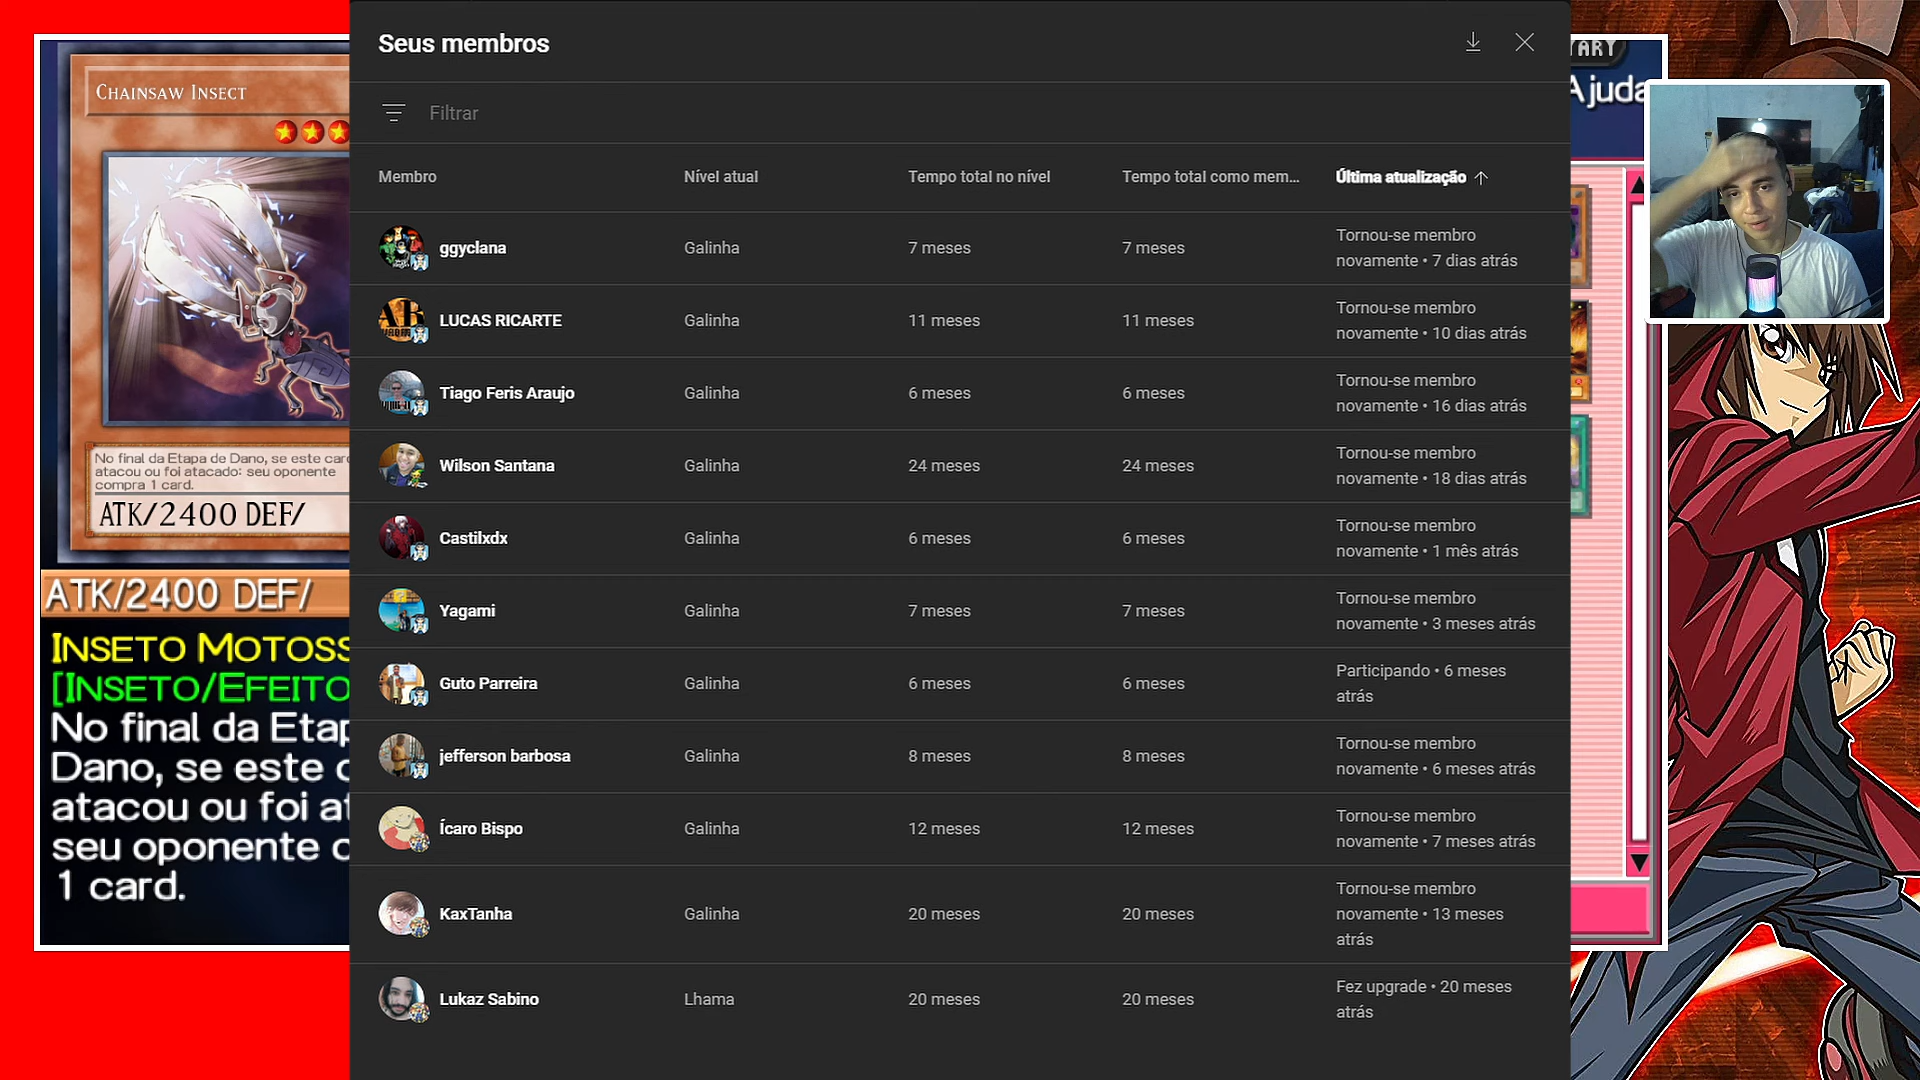 Seus membros
Filtrar
Membro Nível atual Tempo total no nível Tempo total como mem... Última atualização
ggyclana Galinha 7 meses 7 meses Tornou-se membro
novamente • 7 dias atrás
LUCAS RICARTE Galinha 11 meses 11 meses Tornou-se membro
novamente • 10 dias atrás
Tiago Feris Araujo Galinha 6 meses 6 meses Tornou-se membro
novamente • 16 dias atrás
Wilson Santana Galinha 24 meses 24 meses Tornou-se membro
novamente • 18 dias atrás
Castilxdx Galinha 6 meses 6 meses Tornou-se membro
novamente • 1 mês atrás
Yagami Galinha 7 meses 7 meses Tornou-se membro
novamente • 3 meses atrás
Guto Parreira Galinha 6 meses 6 meses Participando • 6 meses
atrás
jefferson barbosa Galinha 8 meses 8 meses Tornou-se membro
novamente • 6 meses atrás
Ícaro Bispo Galinha 12 meses 12 meses Tornou-se membro
novamente • 7 meses atrás
KaxTanha Galinha 20 meses 20 meses Tornou-se membro
novamente • 13 meses
atrás
Lukaz Sabino Lhama 20 meses 20 meses Fez upgrade • 20 meses
atrás
Chainsaw Insect
No final da Etapa de Dano, se este card
atacou ou foi atacado: seu oponente
compra 1 card.
ATK/2400 DEF/
ATK/2400 DEF/
INSETO MOTOSS
[INSETO/EFEITO
No final da Etap
Dano, se este c
atacou ou foi at
seu oponente c
1 card.
Ajuda